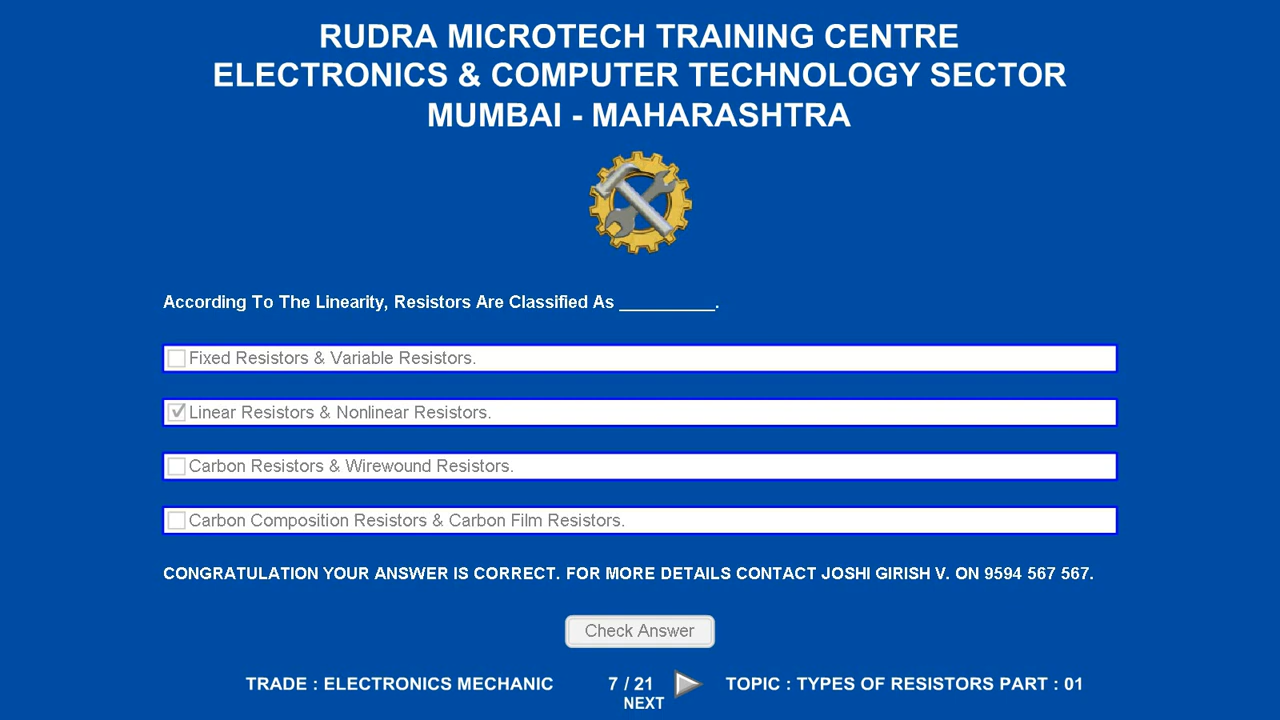 RUDRA MICROTECH TRAINING CENTRE
ELECTRONICS & COMPUTER TECHNOLOGY SECTOR
MUMBAI - MAHARASHTRA
According To The Linearity, Resistors Are Classified As __________.
Fixed Resistors & Variable Resistors.
Linear Resistors & Nonlinear Resistors.
Carbon Resistors & Wirewound Resistors.
Carbon Composition Resistors & Carbon Film Resistors.
CONGRATULATION YOUR ANSWER IS CORRECT. FOR MORE DETAILS CONTACT JOSHI GIRISH V. ON 9594 567 567.
Check Answer
TRADE : ELECTRONICS MECHANIC 7 / 21 TOPIC : TYPES OF RESISTORS PART : 01
NEXT